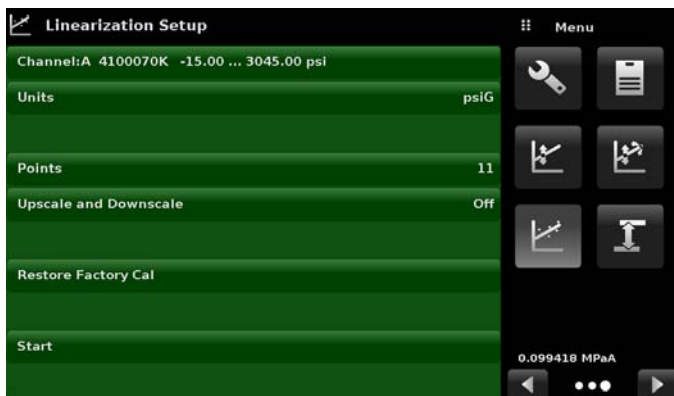 Linearization Setup
Menu
Channel:A 4100070K -15.00 ... 3045.00 psi
Units psiG
Points 11
Upscale and Downscale Off
Restore Factory Cal
Start
0.099418 MPaA